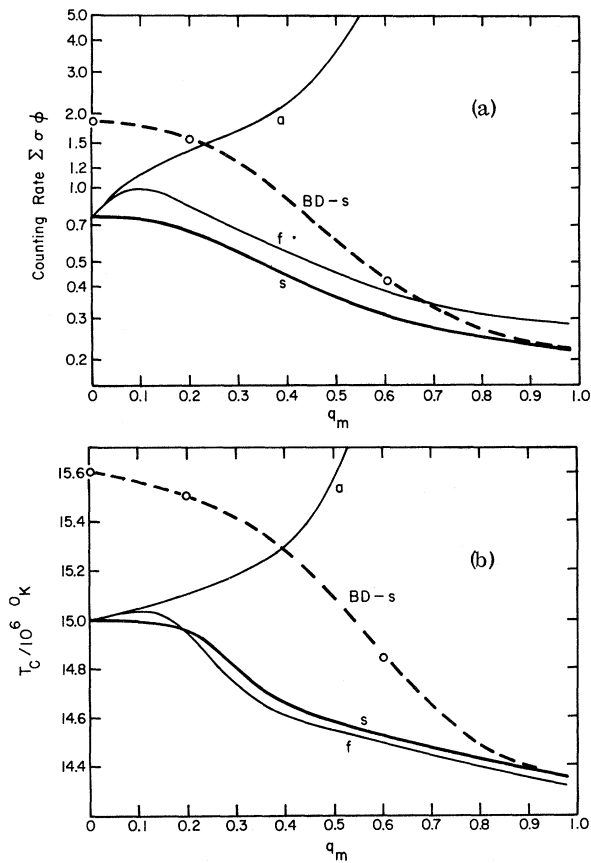 5.0
4.0
3.0
2.0
1.5
1.2
1.0
0.7
0.5
0.4
0.3
0.2
Counting Rate Σ σ ϕ
(a)
a
BD-s
f
s
0 0.1 0.2 0.3 0.4 0.5 0.6 0.7 0.8 0.9 1.0
qm
15.6
15.4
15.2
15.0
14.8
14.6
14.4
TC/10⁶ °K
(b)
a
BD-s
s
f
0 0.1 0.2 0.3 0.4 0.5 0.6 0.7 0.8 0.9 1.0
qm